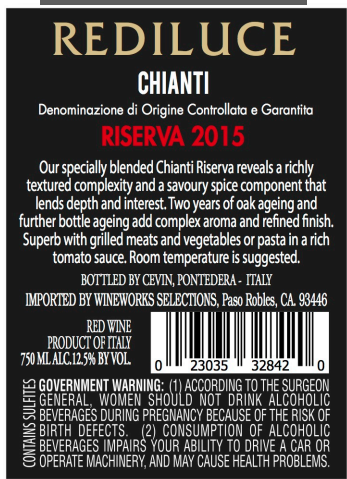 REDILUCE
CHIANTI
Denominazione di Origine Controllata e Garantita
RISERVA 2015
Our specially blended Chianti Riserva reveals a richly
textured complexity and a savoury spice component that
lends depth and interest. Two years of oak ageing and
further bottle ageing add complex aroma and refined finish.
Superb with grilled meats and vegetables or pasta in a rich
tomato sauce. Room temperature is suggested.
BOTTLED BY CEVIN, PONTEDERA - ITALY
IMPORTED BY WINEWORKS SELECTIONS, Paso Robles, CA. 93446
RED WINE
PRODUCT OF ITALY
750 ML ALC.12.5% BY VOL.
0 23035 32842 0
CONTAINS SULFITES
GOVERNMENT WARNING: (1) ACCORDING TO THE SURGEON
GENERAL, WOMEN SHOULD NOT DRINK ALCOHOLIC
BEVERAGES DURING PREGNANCY BECAUSE OF THE RISK OF
BIRTH DEFECTS. (2) CONSUMPTION OF ALCOHOLIC
BEVERAGES IMPAIRS YOUR ABILITY TO DRIVE A CAR OR
OPERATE MACHINERY, AND MAY CAUSE HEALTH PROBLEMS.